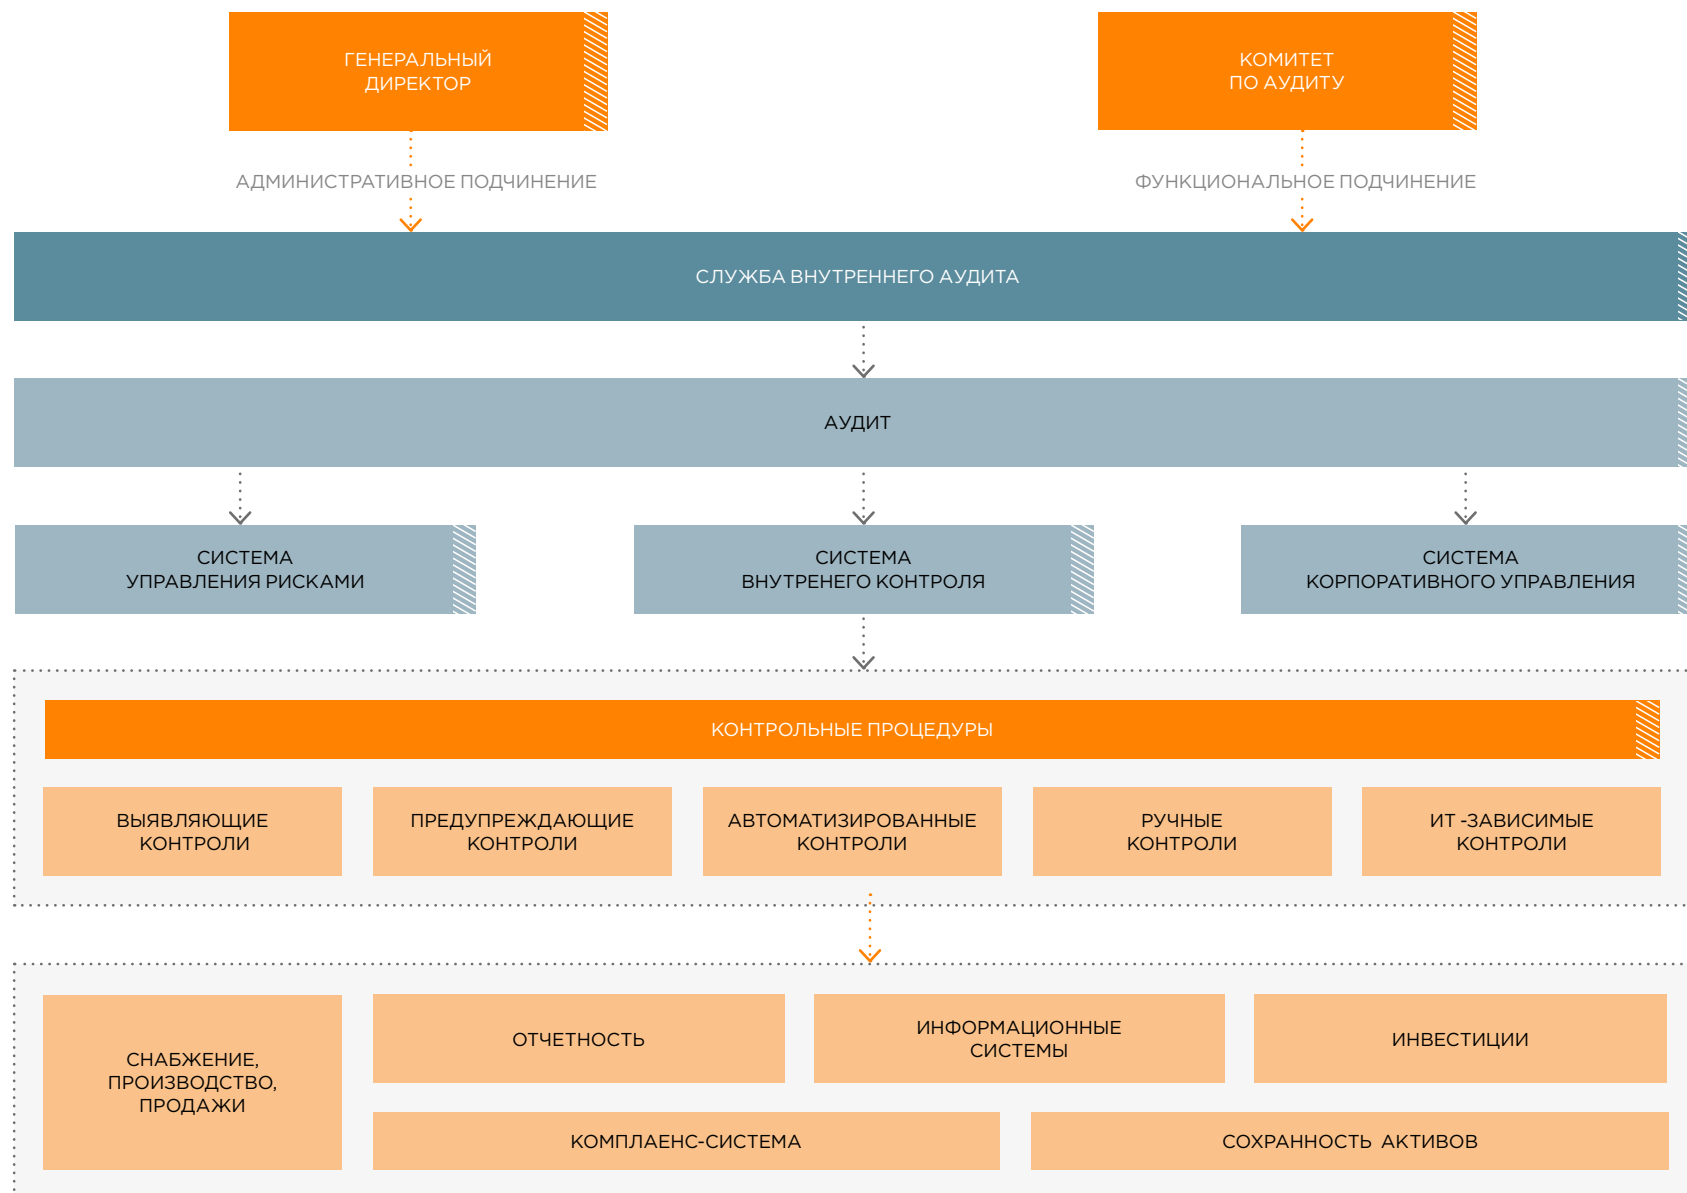 ГЕНЕРАЛЬНЫЙ
ДИРЕКТОР
КОМИТЕТ
ПО АУДИТУ
АДМИНИСТРАТИВНОЕ ПОДЧИНЕНИЕ
ФУНКЦИОНАЛЬНОЕ ПОДЧИНЕНИЕ
СЛУЖБА ВНУТРЕННЕГО АУДИТА
АУДИТ
СИСТЕМА
УПРАВЛЕНИЯ РИСКАМИ
СИСТЕМА
ВНУТРЕНЕГО КОНТРОЛЯ
СИСТЕМА
КОРПОРАТИВНОГО УПРАВЛЕНИЯ
КОНТРОЛЬНЫЕ ПРОЦЕДУРЫ
ВЫЯВЛЯЮЩИЕ
КОНТРОЛИ
ПРЕДУПРЕЖДАЮЩИЕ
КОНТРОЛИ
АВТОМАТИЗИРОВАННЫЕ
КОНТРОЛИ
РУЧНЫЕ
КОНТРОЛИ
ИТ -ЗАВИСИМЫЕ
КОНТРОЛИ
СНАБЖЕНИЕ,
ПРОИЗВОДСТВО,
ПРОДАЖИ
ОТЧЕТНОСТЬ
ИНФОРМАЦИОННЫЕ
СИСТЕМЫ
ИНВЕСТИЦИИ
КОМПЛАЕНС-СИСТЕМА
СОХРАННОСТЬ АКТИВОВ